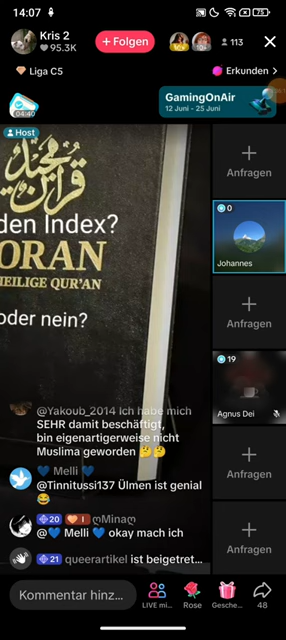 14:07
75
Kris 2
95.3K
+ Folgen
113
Liga C5
Erkunden >
04:40
GamingOnAir
12 Juni - 25 Juni
Host
قرآن مجيد
den Index?
ORAN
HEILIGE QUR'AN
oder nein?
Anfragen
0
Johannes
Anfragen
19
Agnus Dei
Anfragen
Anfragen
@Yakoub_2014 Ich habe mich
SEHR damit beschäftigt,
bin eigenartigerweise nicht
Muslima geworden 🤔🤔
💙 Melli 💙
@Tinnitussi137 Ülmen ist genial
😂
20 I ღMinaღ
@💙 Melli 💙 okay mach ich
21 queerartikel ist beigetret...
Kommentar hinz...
LIVE mi...
Rose
Gesche...
48